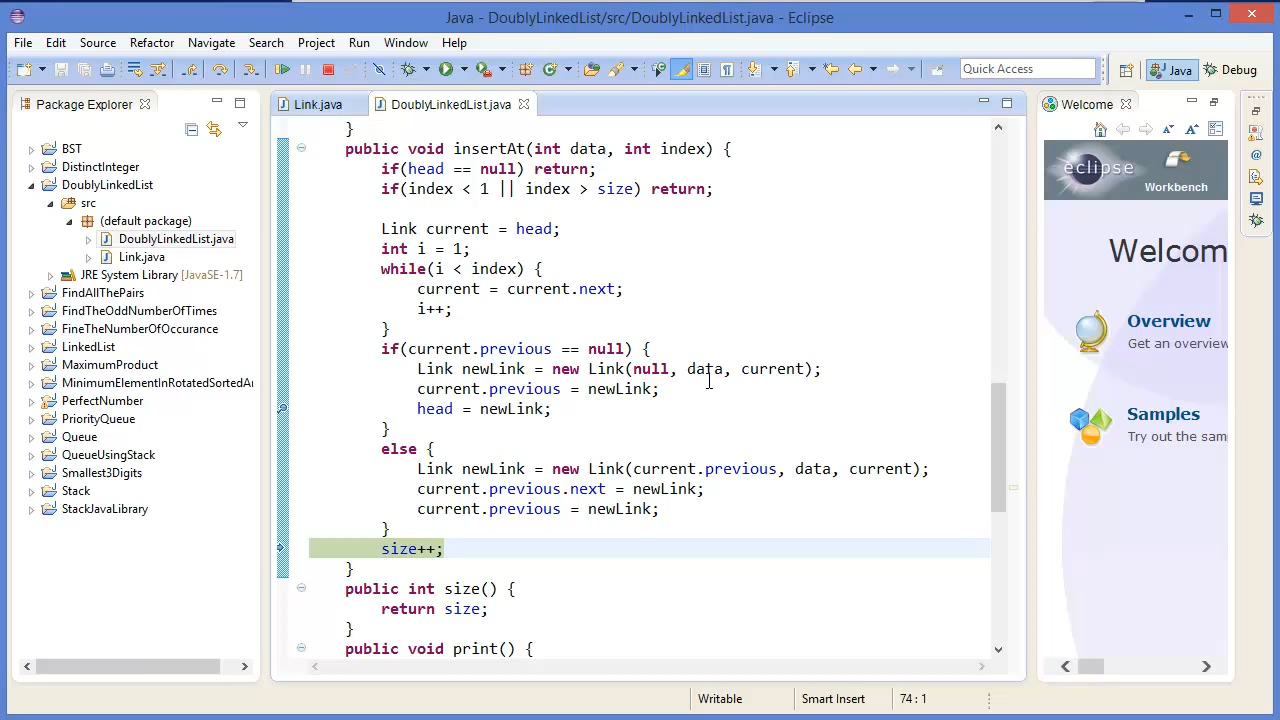 Java - DoublyLinkedList/src/DoublyLinkedList.java - Eclipse
File Edit Source Refactor Navigate Search Project Run Window Help
Quick Access
Java
Debug
Package Explorer
BST
DistinctInteger
DoublyLinkedList
src
(default package)
DoublyLinkedList.java
Link.java
JRE System Library [JavaSE-1.7]
FindAllThePairs
FindTheOddNumberOfTimes
FineTheNumberOfOccurance
LinkedList
MaximumProduct
MinimumElementInRotatedSortedAr
PerfectNumber
PriorityQueue
Queue
QueueUsingStack
Smallest3Digits
Stack
StackJavaLibrary
Link.java
DoublyLinkedList.java
}
public void insertAt(int data, int index) {
if(head == null) return;
if(index < 1 || index > size) return;
Link current = head;
int i = 1;
while(i < index) {
current = current.next;
i++;
}
if(current.previous == null) {
Link newLink = new Link(null, data, current);
current.previous = newLink;
head = newLink;
}
else {
Link newLink = new Link(current.previous, data, current);
current.previous.next = newLink;
current.previous = newLink;
}
size++;
}
public int size() {
return size;
}
public void print() {
Welcome
eclipse
Workbench
Welcom
Overview
Get an overvie
Samples
Try out the sam
Writable
Smart Insert
74 : 1